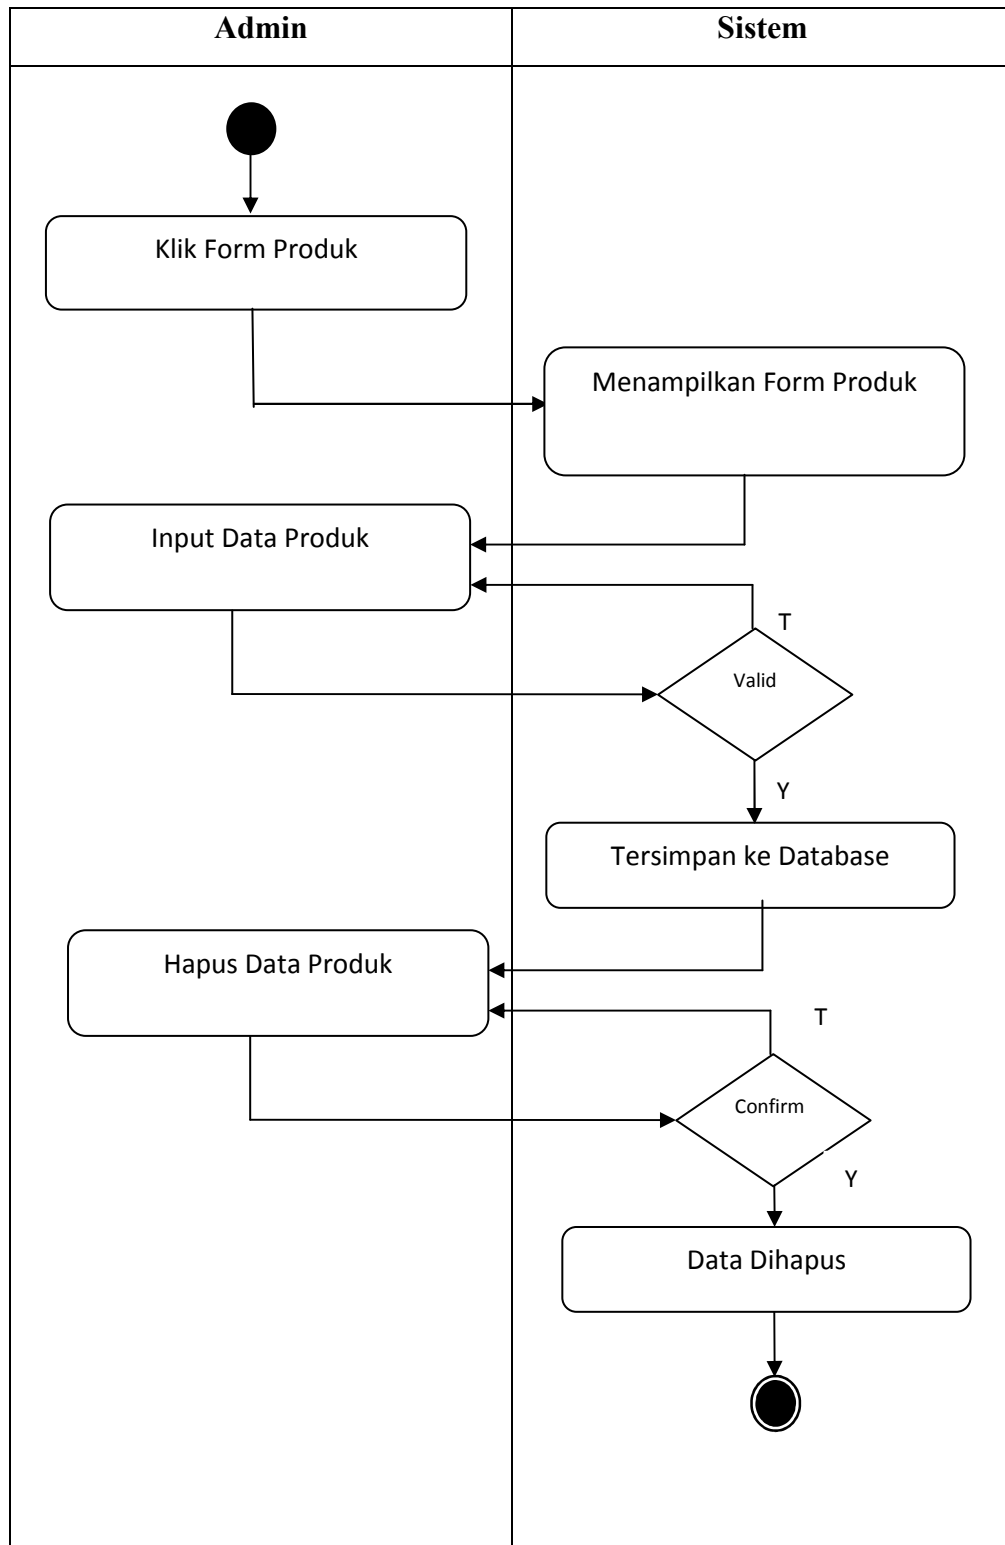 Admin
Sistem
Klik Form Produk
Menampilkan Form Produk
Input Data Produk
T
Valid
Y
Tersimpan ke Database
Hapus Data Produk
T
Confirm
Y
Data Dihapus